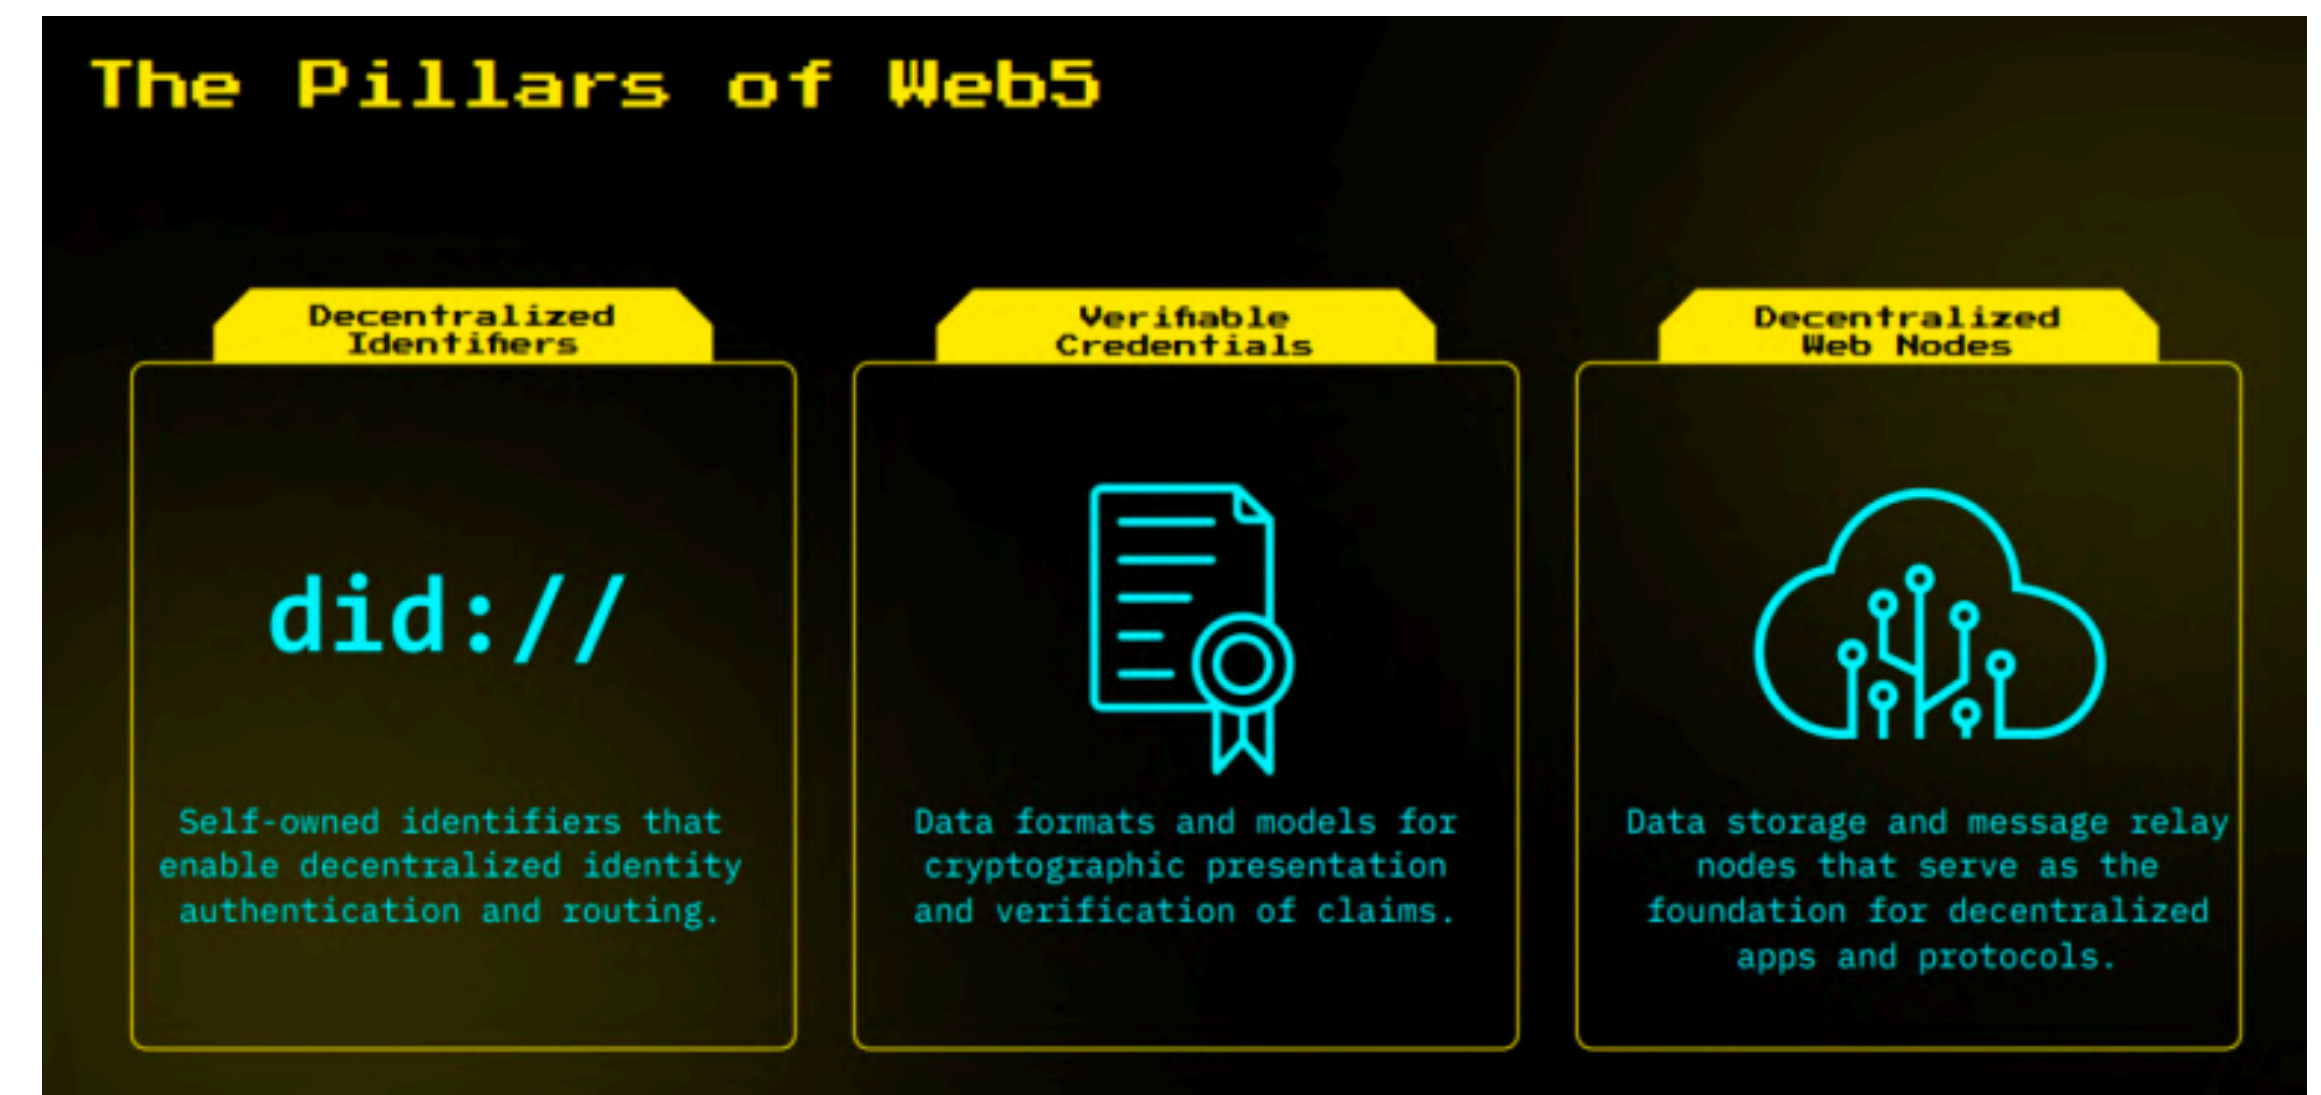 The Pillars of Web5
Decentralized
Identifiers
did://
Self-owned identifiers that
enable decentralized identity
authentication and routing.
Verifiable
Credentials
Data formats and models for
cryptographic presentation
and verification of claims.
Decentralized
Web Nodes
Data storage and message relay
nodes that serve as the
foundation for decentralized
apps and protocols.